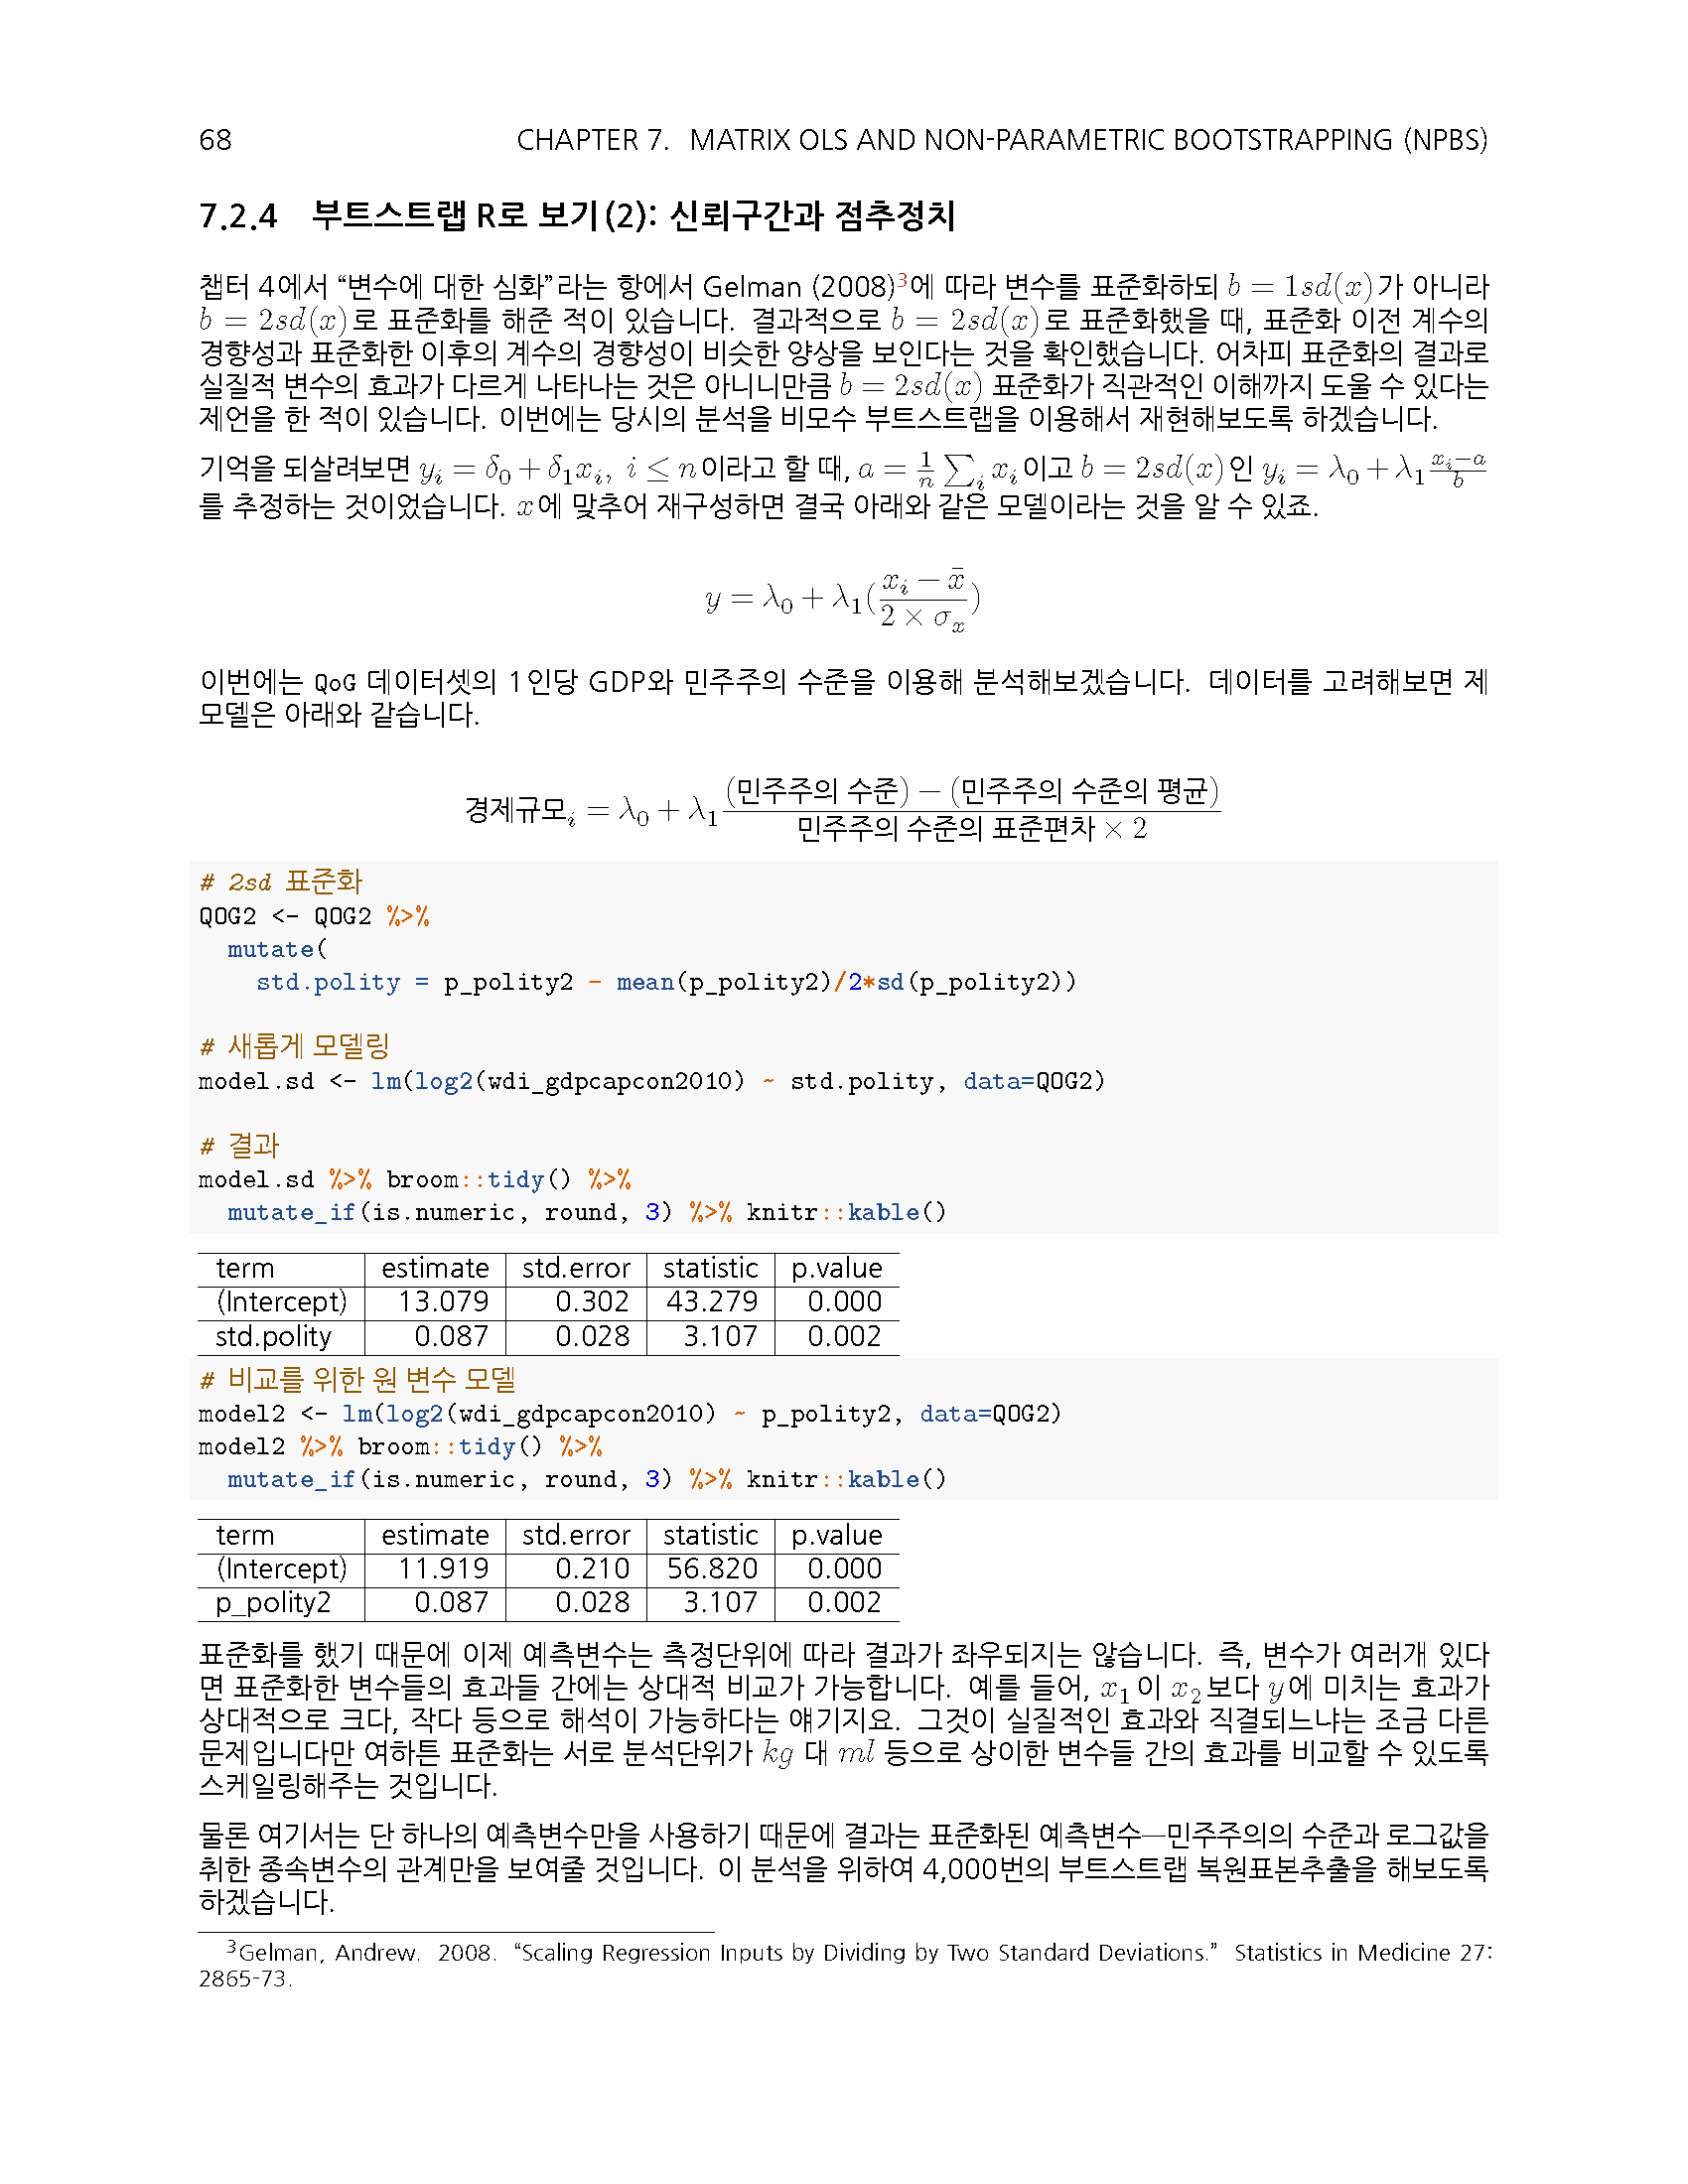 68 CHAPTER 7. MATRIX OLS AND NON-PARAMETRIC BOOTSTRAPPING (NPBS)
7.2.4 부트스트랩 R로 보기(2): 신뢰구간과 점추정치
챕터 4에서 “변수에 대한 심화”라는 항에서 Gelman (2008)³에 따라 변수를 표준화하되 b = 1sd(x)가 아니라
b = 2sd(x)로 표준화를 해준 적이 있습니다. 결과적으로 b = 2sd(x)로 표준화했을 때, 표준화 이전 계수의
경향성과 표준화한 이후의 계수의 경향성이 비슷한 양상을 보인다는 것을 확인했습니다. 어차피 표준화의 결과로
실질적 변수의 효과가 다르게 나타나는 것은 아니니만큼 b = 2sd(x) 표준화가 직관적인 이해까지 도울 수 있다는
제언을 한 적이 있습니다. 이번에는 당시의 분석을 비모수 부트스트랩을 이용해서 재현해보도록 하겠습니다.
기억을 되살려보면 y_i = δ_0 + δ_1x_i, i ≤ n이라고 할 때, a = \frac{1}{n} ∑_i x_i이고 b = 2sd(x)인 y_i = λ_0 + λ_1\frac{x_i−a}{b}
를 추정하는 것이었습니다. x에 맞추어 재구성하면 결국 아래와 같은 모델이라는 것을 알 수 있죠.
y = λ_0 + λ_1(\frac{x_i − \bar{x}}{2 × σ_x})
이번에는 QoG 데이터셋의 1인당 GDP와 민주주의 수준을 이용해 분석해보겠습니다. 데이터를 고려해보면 제
모델은 아래와 같습니다.
경제규모_i = λ_0 + λ_1\frac{(민주주의 수준) − (민주주의 수준의 평균)}{민주주의 수준의 표준편차 × 2}
# 2sd 표준화
QOG2 <- QOG2 %>%
  mutate(
    std.polity = p_polity2 - mean(p_polity2)/2*sd(p_polity2))
# 새롭게 모델링
model.sd <- lm(log2(wdi_gdpcapcon2010) ~ std.polity, data=QOG2)
# 결과
model.sd %>% broom::tidy() %>%
  mutate_if(is.numeric, round, 3) %>% knitr::kable()
term estimate std.error statistic p.value
(Intercept) 13.079 0.302 43.279 0.000
std.polity 0.087 0.028 3.107 0.002
# 비교를 위한 원 변수 모델
model2 <- lm(log2(wdi_gdpcapcon2010) ~ p_polity2, data=QOG2)
model2 %>% broom::tidy() %>%
  mutate_if(is.numeric, round, 3) %>% knitr::kable()
term estimate std.error statistic p.value
(Intercept) 11.919 0.210 56.820 0.000
p_polity2 0.087 0.028 3.107 0.002
표준화를 했기 때문에 이제 예측변수는 측정단위에 따라 결과가 좌우되지는 않습니다. 즉, 변수가 여러개 있다
면 표준화한 변수들의 효과들 간에는 상대적 비교가 가능합니다. 예를 들어, x_1이 x_2보다 y에 미치는 효과가
상대적으로 크다, 작다 등으로 해석이 가능하다는 얘기지요. 그것이 실질적인 효과와 직결되느냐는 조금 다른
문제입니다만 여하튼 표준화는 서로 분석단위가 kg 대 ml 등으로 상이한 변수들 간의 효과를 비교할 수 있도록
스케일링해주는 것입니다.
물론 여기서는 단 하나의 예측변수만을 사용하기 때문에 결과는 표준화된 예측변수—민주주의의 수준과 로그값을
취한 종속변수의 관계만을 보여줄 것입니다. 이 분석을 위하여 4,000번의 부트스트랩 복원표본추출을 해보도록
하겠습니다.
³Gelman, Andrew. 2008. “Scaling Regression Inputs by Dividing by Two Standard Deviations.” Statistics in Medicine 27:
2865-73.